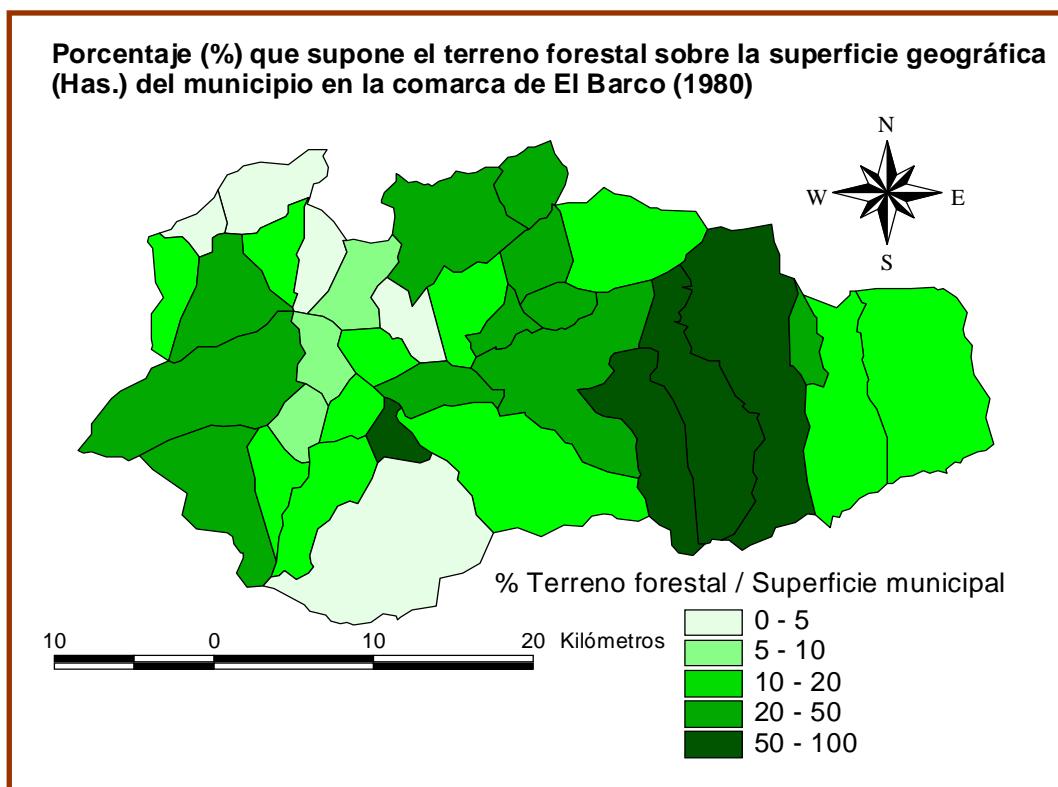 Porcentaje (%) que supone el terreno forestal sobre la superficie geográfica
(Has.) del municipio en la comarca de El Barco (1980)
N
W E
S
% Terreno forestal / Superficie municipal
0 - 5
5 - 10
10 - 20
20 - 50
50 - 100
10 0 10 20 Kilómetros